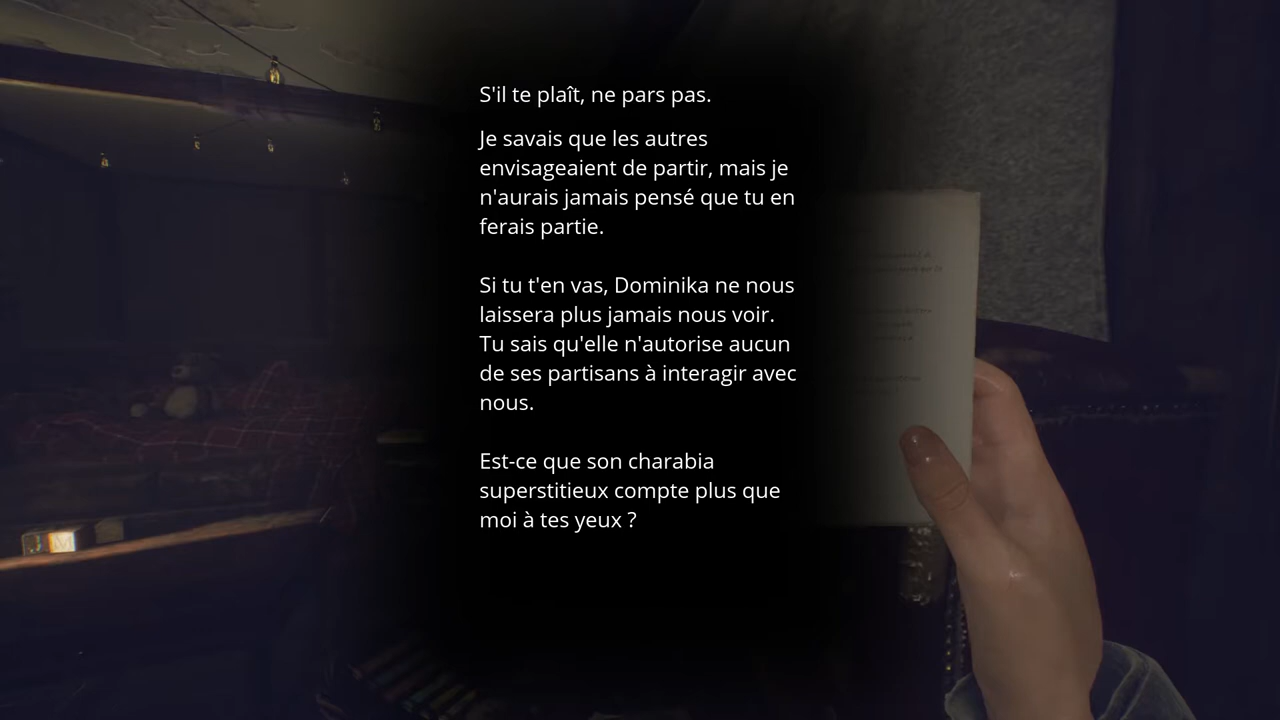 S'il te plaît, ne pars pas.
Je savais que les autres
envisageaient de partir, mais je
n'aurais jamais pensé que tu en
ferais partie.
Si tu t'en vas, Dominika ne nous
laissera plus jamais nous voir.
Tu sais qu'elle n'autorise aucun
de ses partisans à interagir avec
nous.
Est-ce que son charabia
superstitieux compte plus que
moi à tes yeux ?